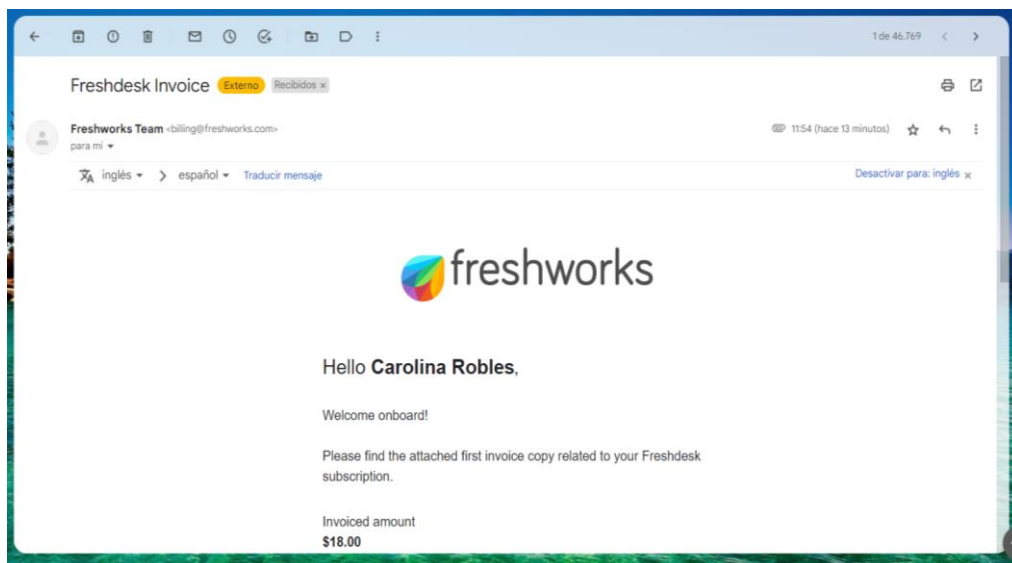 1 de 46.769
Freshdesk Invoice Externo Recibidos x
Freshworks Team <billing@freshworks.com> 11:54 (hace 13 minutos)
para mí
inglés > español Traducir mensaje Desactivar para: inglés x
freshworks
Hello Carolina Robles,
Welcome onboard!
Please find the attached first invoice copy related to your Freshdesk
subscription.
Invoiced amount
$18.00